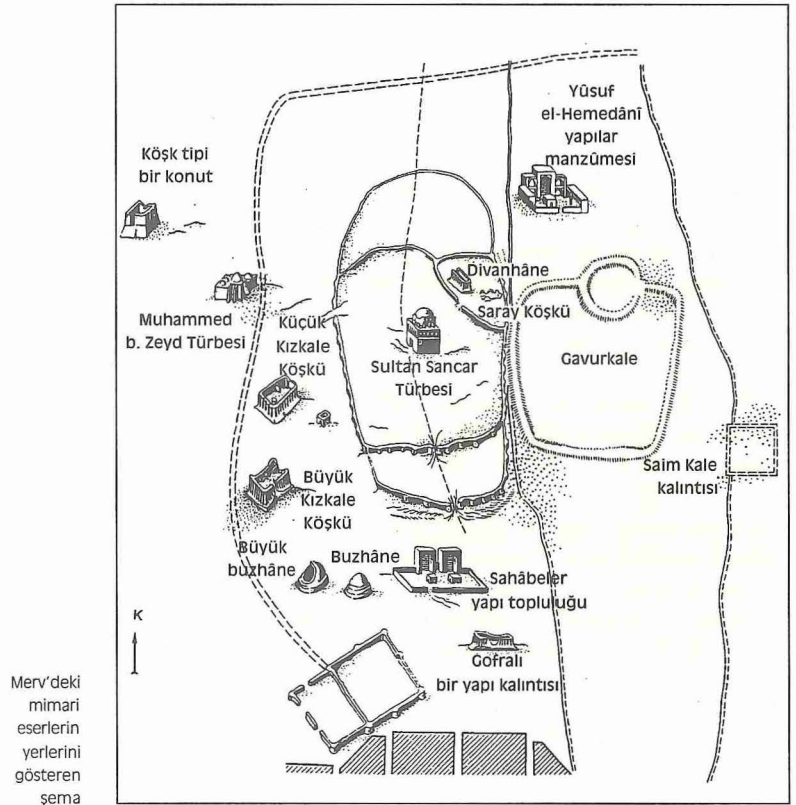 Yûsuf
el-Hemedânî
yapılar
manzûmesi
Köşk tipi
bir konut
Divanhâne
Saray Köşkü
Muhammed
b. Zeyd Türbesi
Küçük
Kızkale
Köşkü
Sultan Sancar
Türbesi
Gavurkale
Saim Kale
kalıntısı
Büyük
Kızkale
Köşkü
Büyük
buzhâne
Buzhâne
Sahâbeler
yapı topluluğu
K
Gofralı
bir yapı kalıntısı
Merv'deki
mimari
eserlerin
yerlerini
gösteren
şema